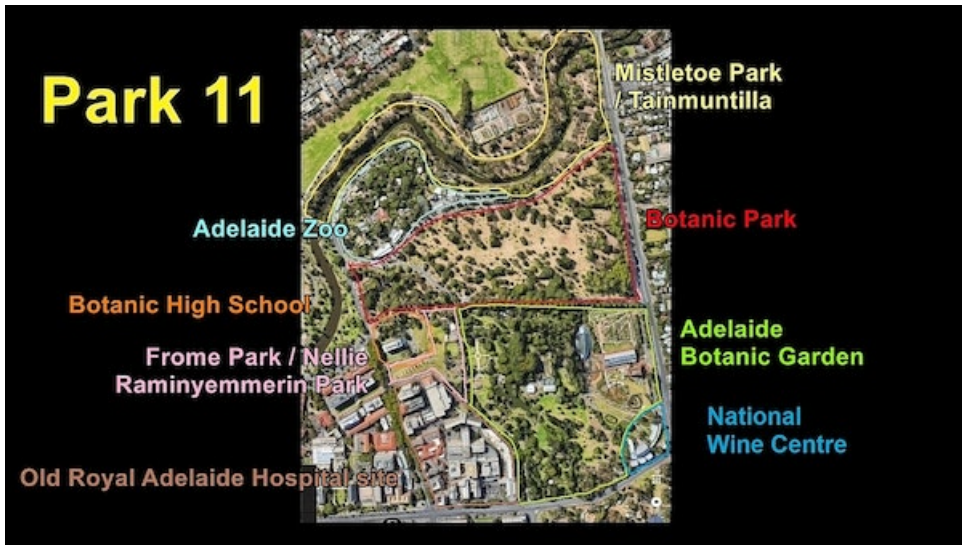 Park 11
Mistletoe Park
/ Tainmuntilla
Adelaide Zoo
Botanic Park
Botanic High School
Adelaide
Botanic Garden
Frome Park / Nellie
Raminyemmerin Park
National
Wine Centre
Old Royal Adelaide Hospital site